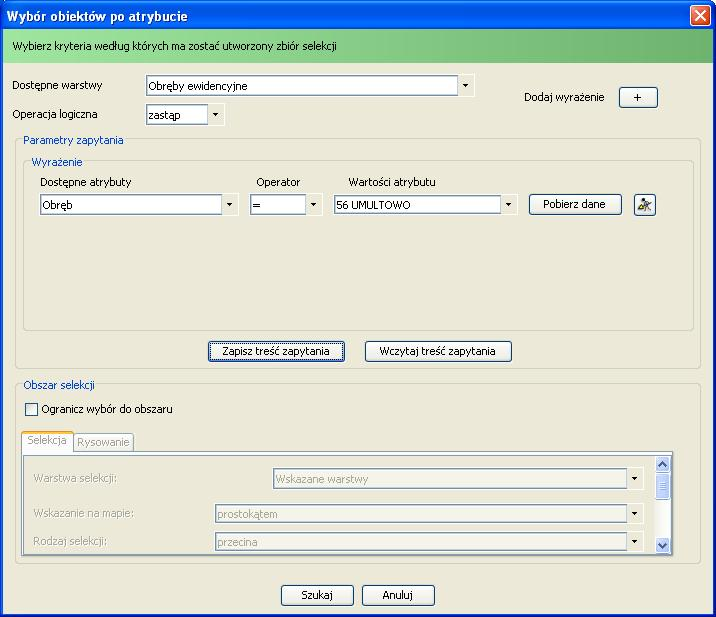 Wybór obiektów po atrybucie
Wybierz kryteria według których ma zostać utworzony zbiór selekcji
Dostępne warstwy Obręby ewidencyjne
Dodaj wyrażenie +
Operacja logiczna zastąp
Parametry zapytania
Wyrażenie
Dostępne atrybuty Operator Wartości atrybutu
Obręb = 56 UMULTOWO Pobierz dane
Zapisz treść zapytania Wczytaj treść zapytania
Obszar selekcji
Ogranicz wybór do obszaru
Selekcja Rysowanie
Warstwa selekcji: Wskazane warstwy
Wskazanie na mapie: prostokątem
Rodzaj selekcji: przecina
Szukaj Anuluj